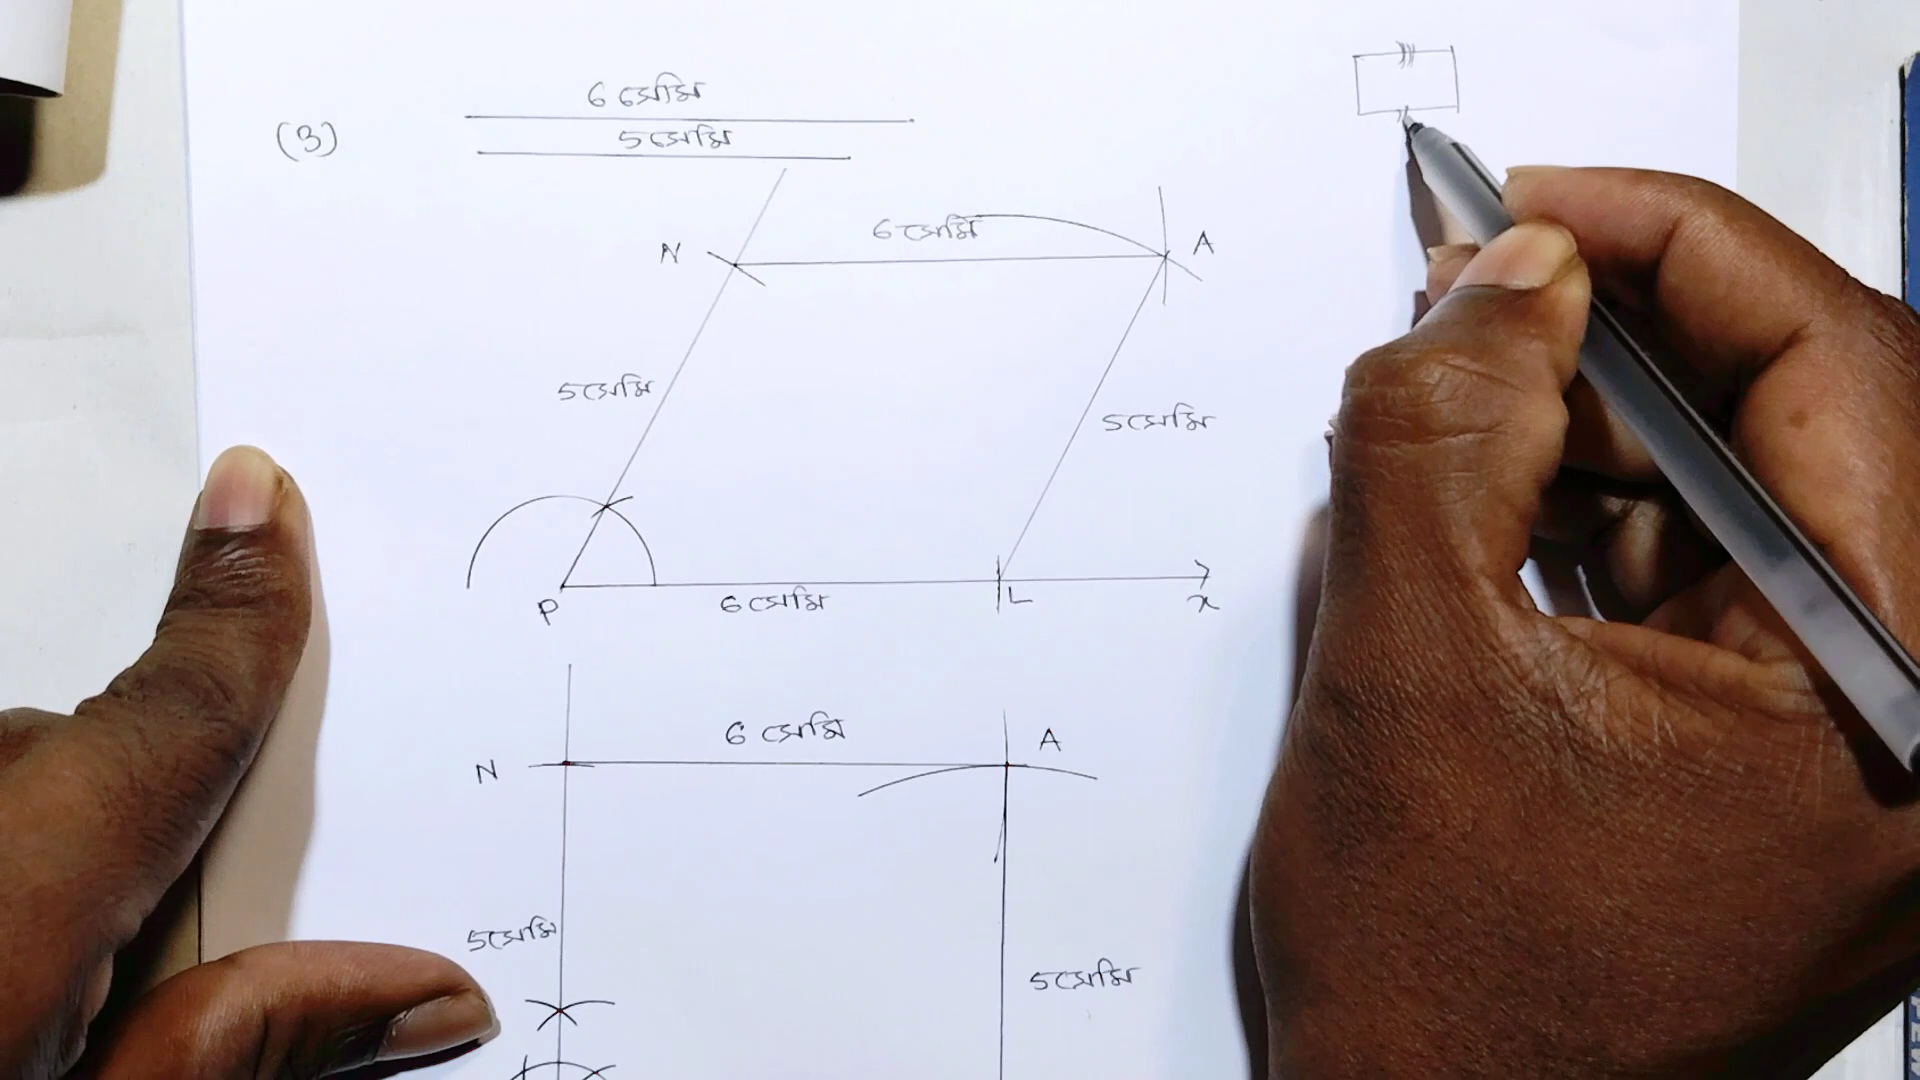 6 সেমি
(3) 5 সেমি
6 সেমি
N A
5 সেমি
5 সেমি
P 6 সেমি L x
6 সেমি A
N
5 সেমি
5 সেমি